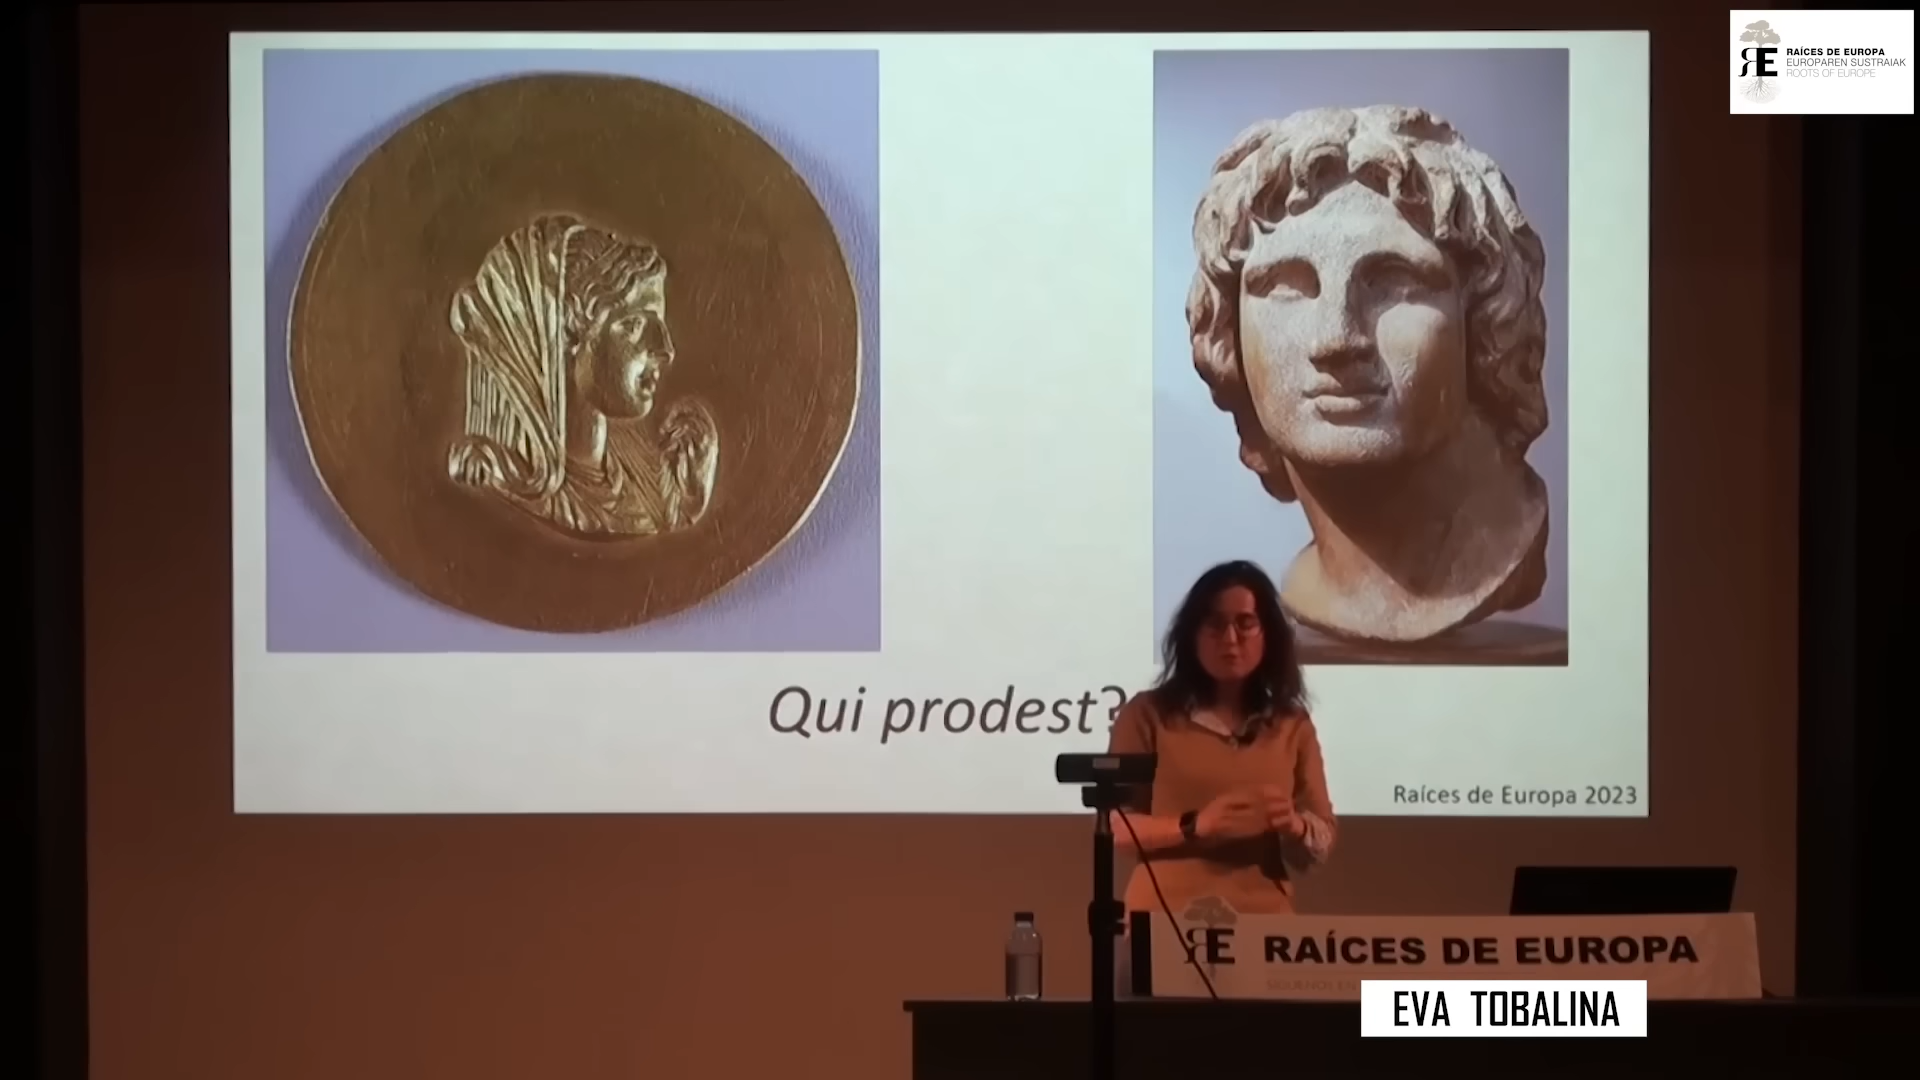 RAÍCES DE EUROPA
EUROPAREN SUSTRAIAK
ROOTS OF EUROPE
Qui prodest?
Raíces de Europa 2023
RE RAÍCES DE EUROPA
EVA TOBALINA